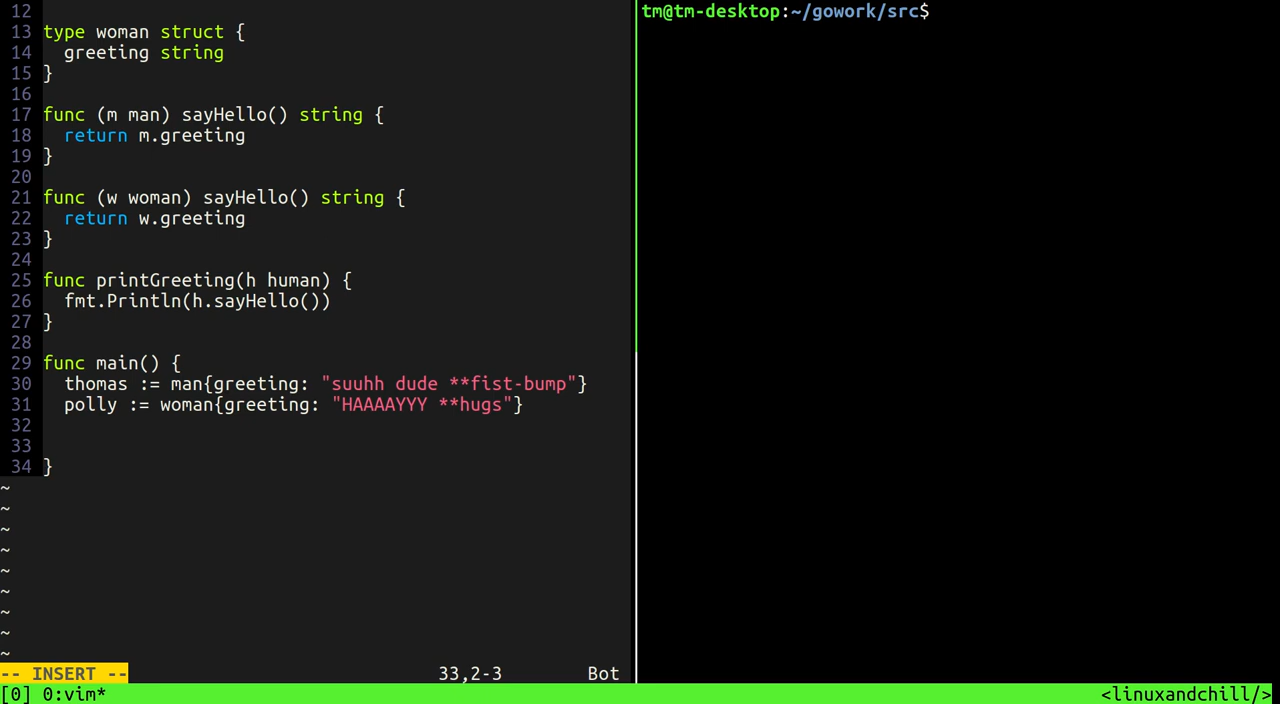 12
13 type woman struct {
14   greeting string
15 }
16
17 func (m man) sayHello() string {
18   return m.greeting
19 }
20
21 func (w woman) sayHello() string {
22   return w.greeting
23 }
24
25 func printGreeting(h human) {
26   fmt.Println(h.sayHello())
27 }
28
29 func main() {
30   thomas := man{greeting: "suuhh dude **fist-bump"}
31   polly := woman{greeting: "HAAAAYYY **hugs"}
32
33
34 }
~
~
~
~
~
~
~
~
~
-- INSERT -- 33,2-3 Bot
tm@tm-desktop:~/gowork/src$
[0] 0:vim* <linuxandchill/>